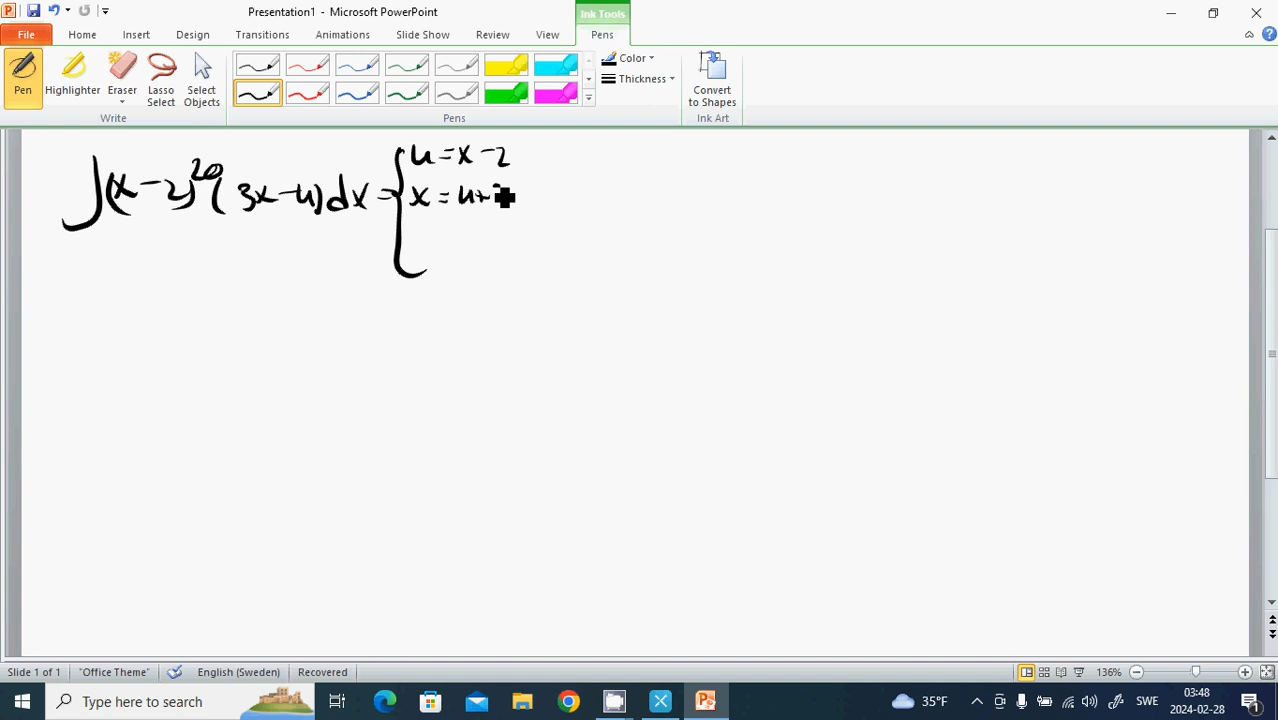 Presentation1 - Microsoft PowerPoint
Ink Tools
File Home Insert Design Transitions Animations Slide Show Review View Pens
Pen Highlighter Eraser Lasso Select Select Objects
Color
Thickness
Convert to Shapes
Write Pens Ink Art
∫(x-2)²⁰(3x-4)dx =
u = x - 2
x = u+
Slide 1 of 1 "Office Theme" English (Sweden) Recovered 136%
Type here to search 35°F SWE 03:48
2024-02-28
1